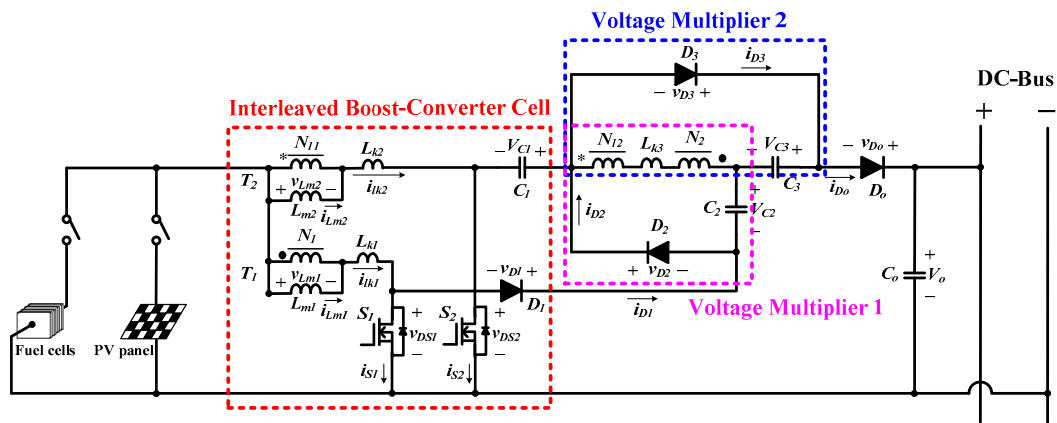 Voltage Multiplier 2
D3
iD3
- vD3 +
DC-Bus
+ -
Interleaved Boost-Converter Cell
N11
Lk2
- VC1 +
C1
* N12 Lk3 N2
- VC3 +
C3
- vDo +
Do
iDo
*
T2
+ vLm2 -
Lm2 iLm2
ilk2
iD2
C2
+
VC2
-
N1
Lk1
T1
+ vLm1 -
Lm1 iLm1
ilk1
D2
+ vD2 -
- vD1 +
D1
iD1
Voltage Multiplier 1
Co
+
Vo
-
S1
+
vDS1
-
S2
+
vDS2
-
iS1
iS2
Fuel cells
PV panel